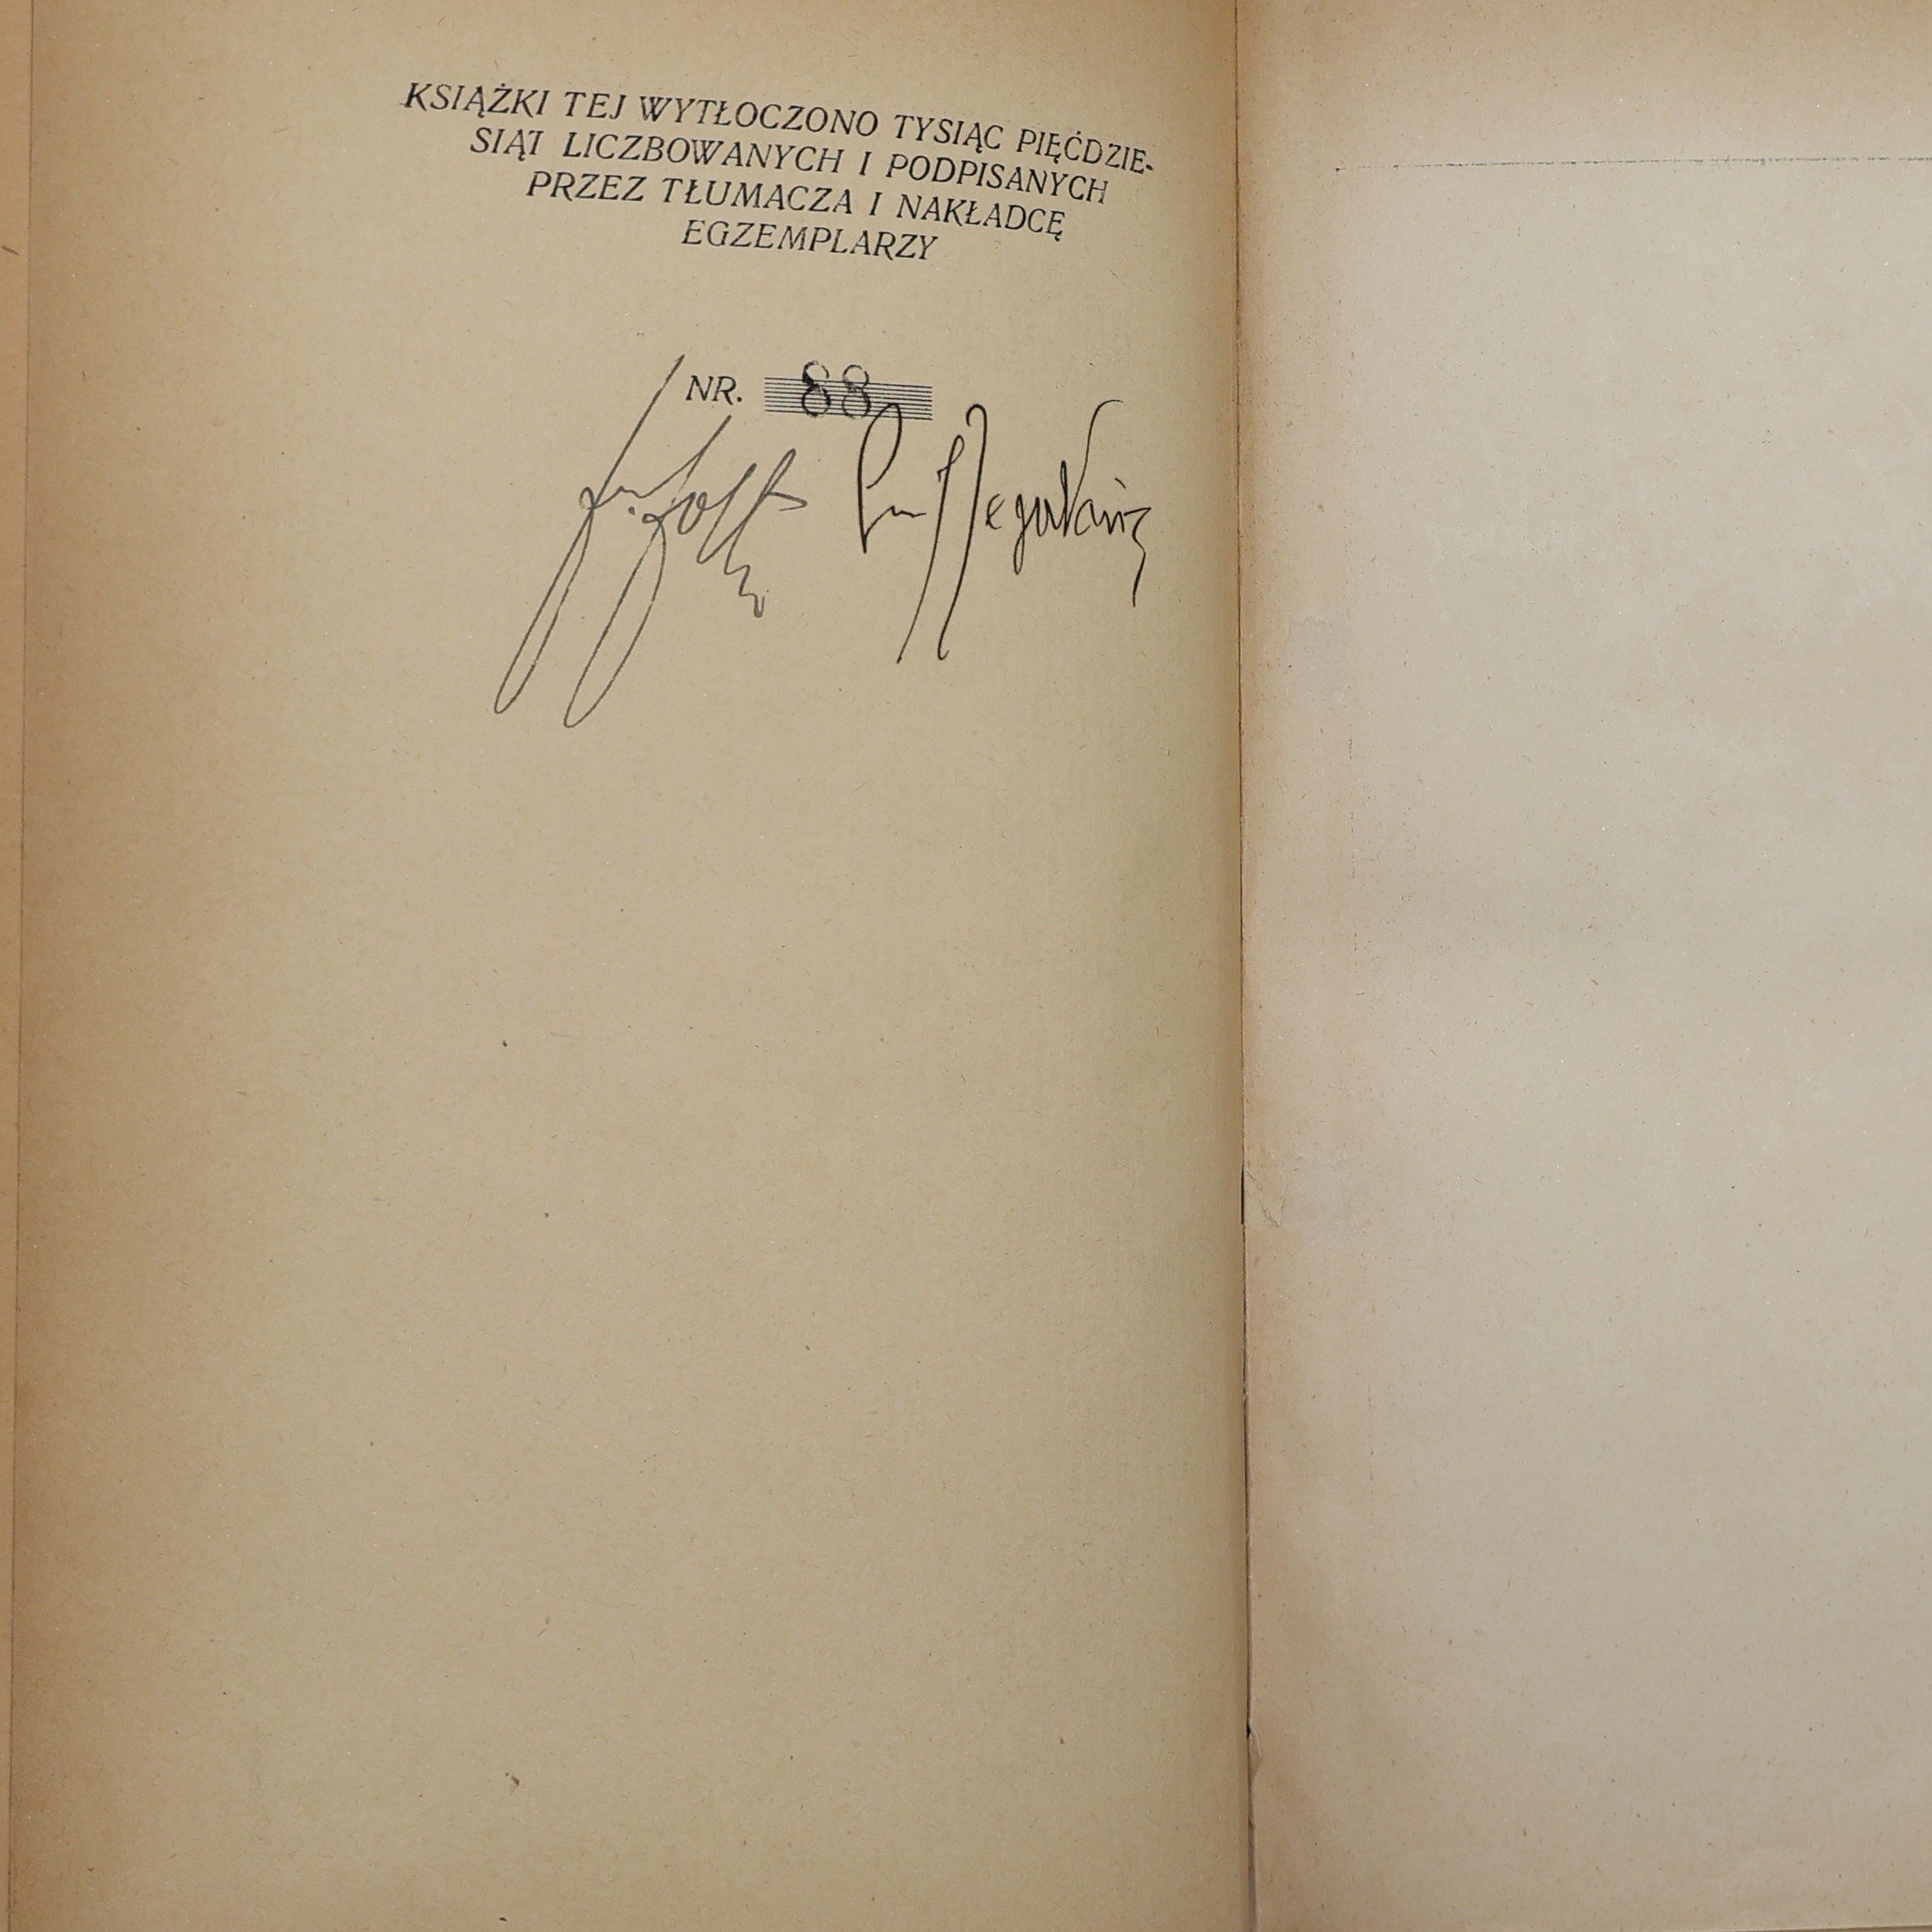 KSIĄŻKI TEJ WYTŁOCZONO TYSIĄC PIĘĆDZIE-
SIĄT LICZBOWANYCH I PODPISANYCH
PRZEZ TŁUMACZA I NAKŁADCĘ
EGZEMPLARZY
NR. 88